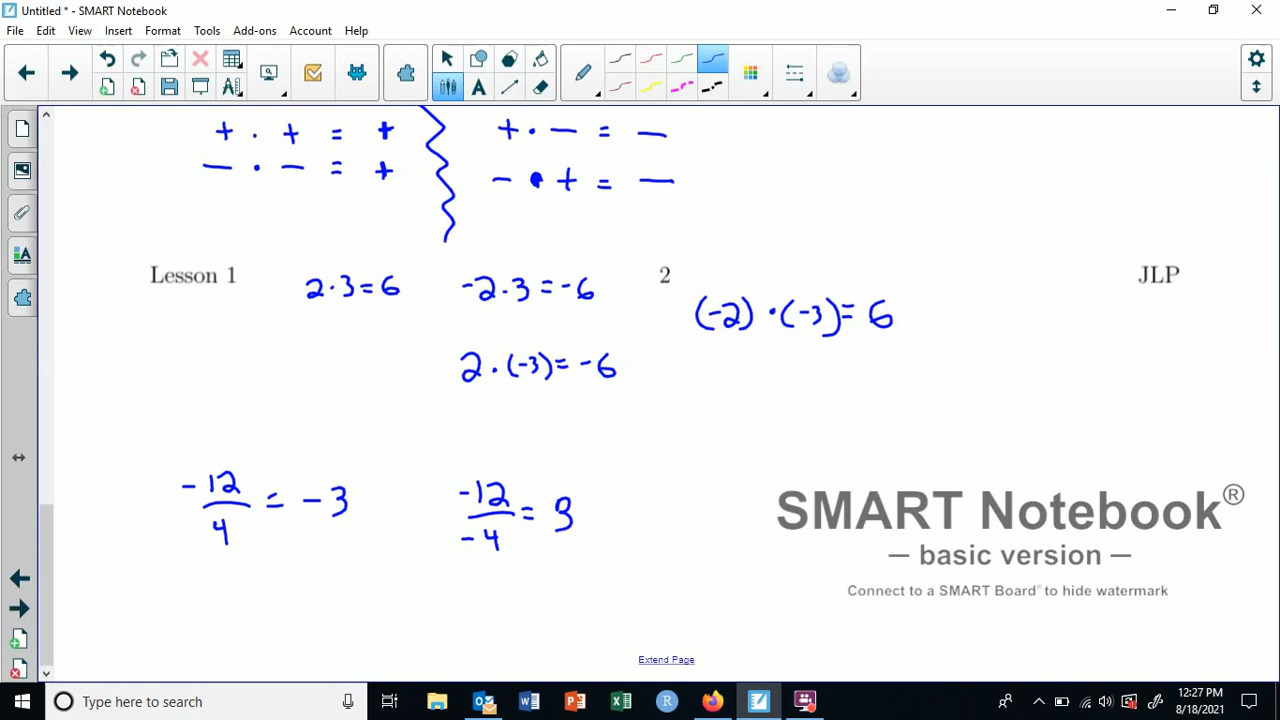 Untitled * - SMART Notebook
File Edit View Insert Format Tools Add-ons Account Help
+ · + = + + · - = -
- · - = + - · + = -
Lesson 1 2 · 3 = 6 -2 · 3 = -6 2 JLP
(-2) · (-3) = 6
2 · (-3) = -6
-12/4 = -3 -12/-4 = 3
SMART Notebook®
— basic version —
Connect to a SMART Board® to hide watermark
Extend Page
Type here to search
12:27 PM
8/18/2021